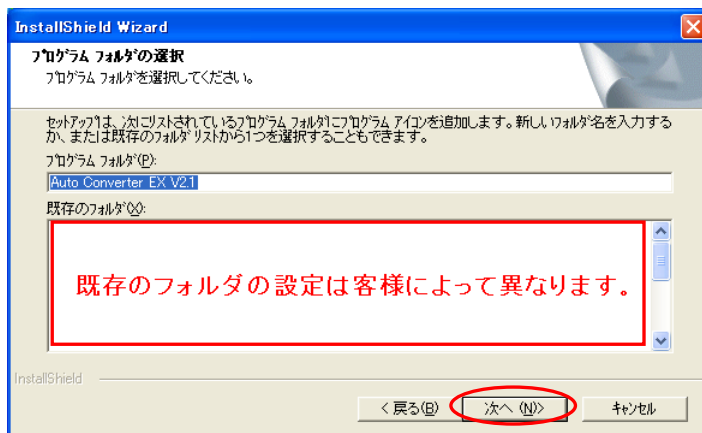 InstallShield Wizard
プログラム フォルダの選択
プログラム フォルダを選択してください。
セットアップは、次にリストされているプログラム フォルダにプログラム アイコンを追加します。新しいフォルダ名を入力する
か、または既存のフォルダ リストから1つを選択することもできます。
プログラム フォルダ(P):
Auto Converter EX V2.1
既存のフォルダ(X):
既存のフォルダの設定は客様によって異なります。
InstallShield
< 戻る(B)
次へ (N)>
キャンセル